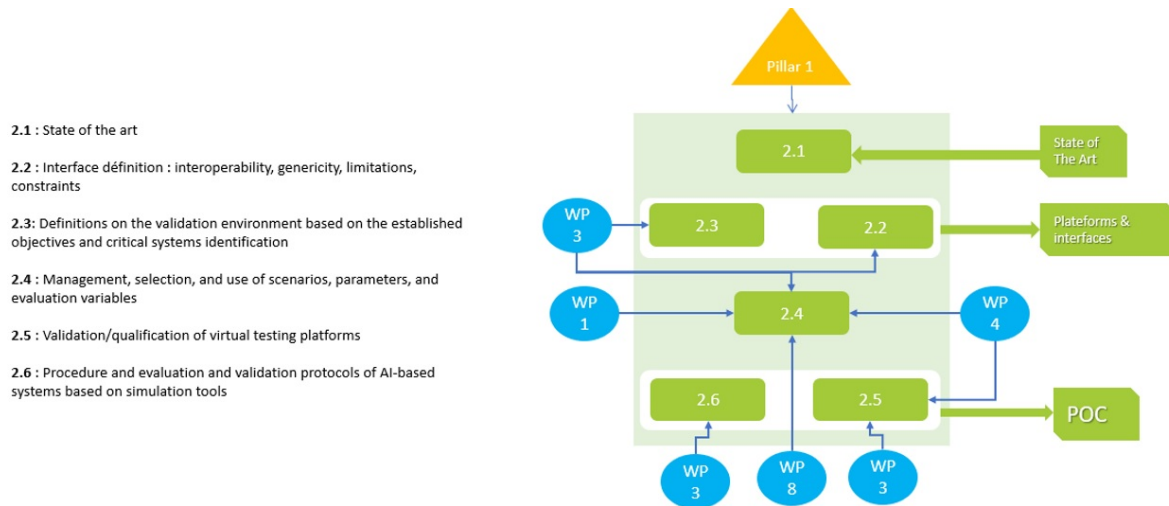 2.1 : State of the art
2.2 : Interface définition : interoperability, genericity, limitations,
constraints
2.3: Definitions on the validation environment based on the established
objectives and critical systems identification
2.4 : Management, selection, and use of scenarios, parameters, and
evaluation variables
2.5 : Validation/qualification of virtual testing platforms
2.6 : Procedure and evaluation and validation protocols of AI-based
systems based on simulation tools
Pillar 1
2.1
State of
The Art
WP
3
2.3
2.2
Plateforms &
interfaces
WP
1
2.4
WP
4
2.6
2.5
POC
WP
3
WP
8
WP
3